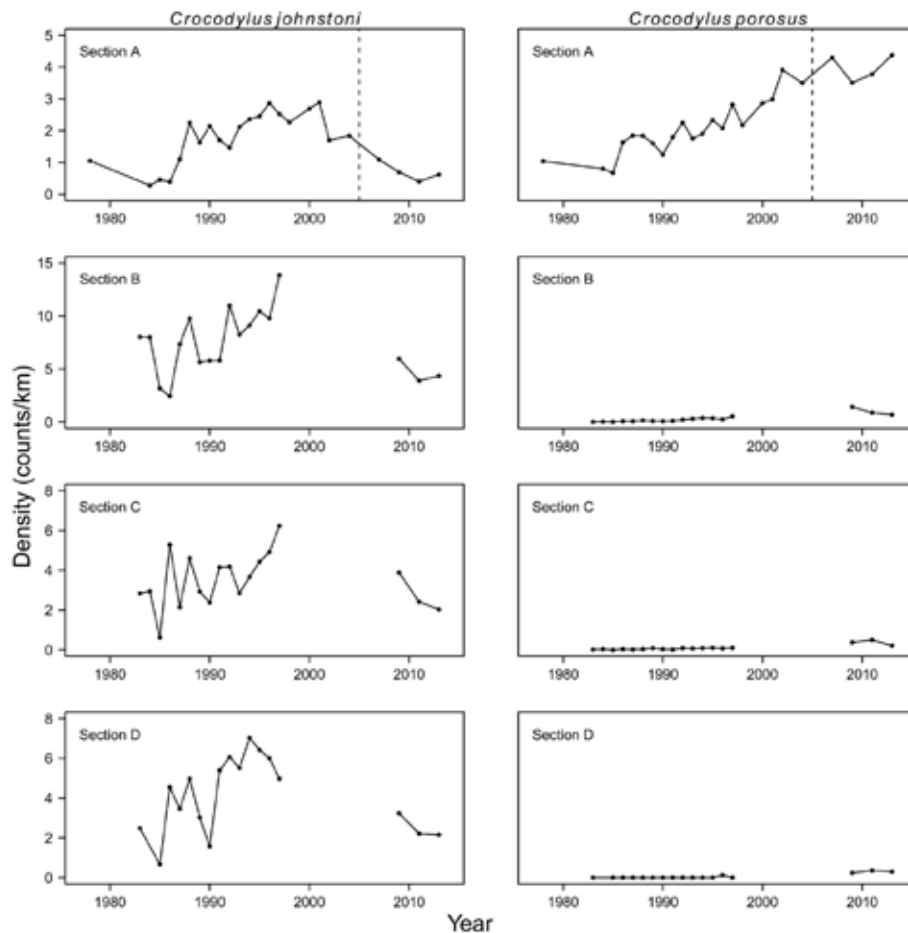 Crocodylus johnstoni
Crocodylus porosus
Section A
5
4
3
2
1
0
1980 1990 2000 2010
Section A
1980 1990 2000 2010
Section B
15
10
5
0
1980 1990 2000 2010
Section B
1980 1990 2000 2010
Section C
8
6
4
2
0
1980 1990 2000 2010
Section C
1980 1990 2000 2010
Section D
8
6
4
2
0
1980 1990 2000 2010
Section D
1980 1990 2000 2010
Density (counts/km)
Year